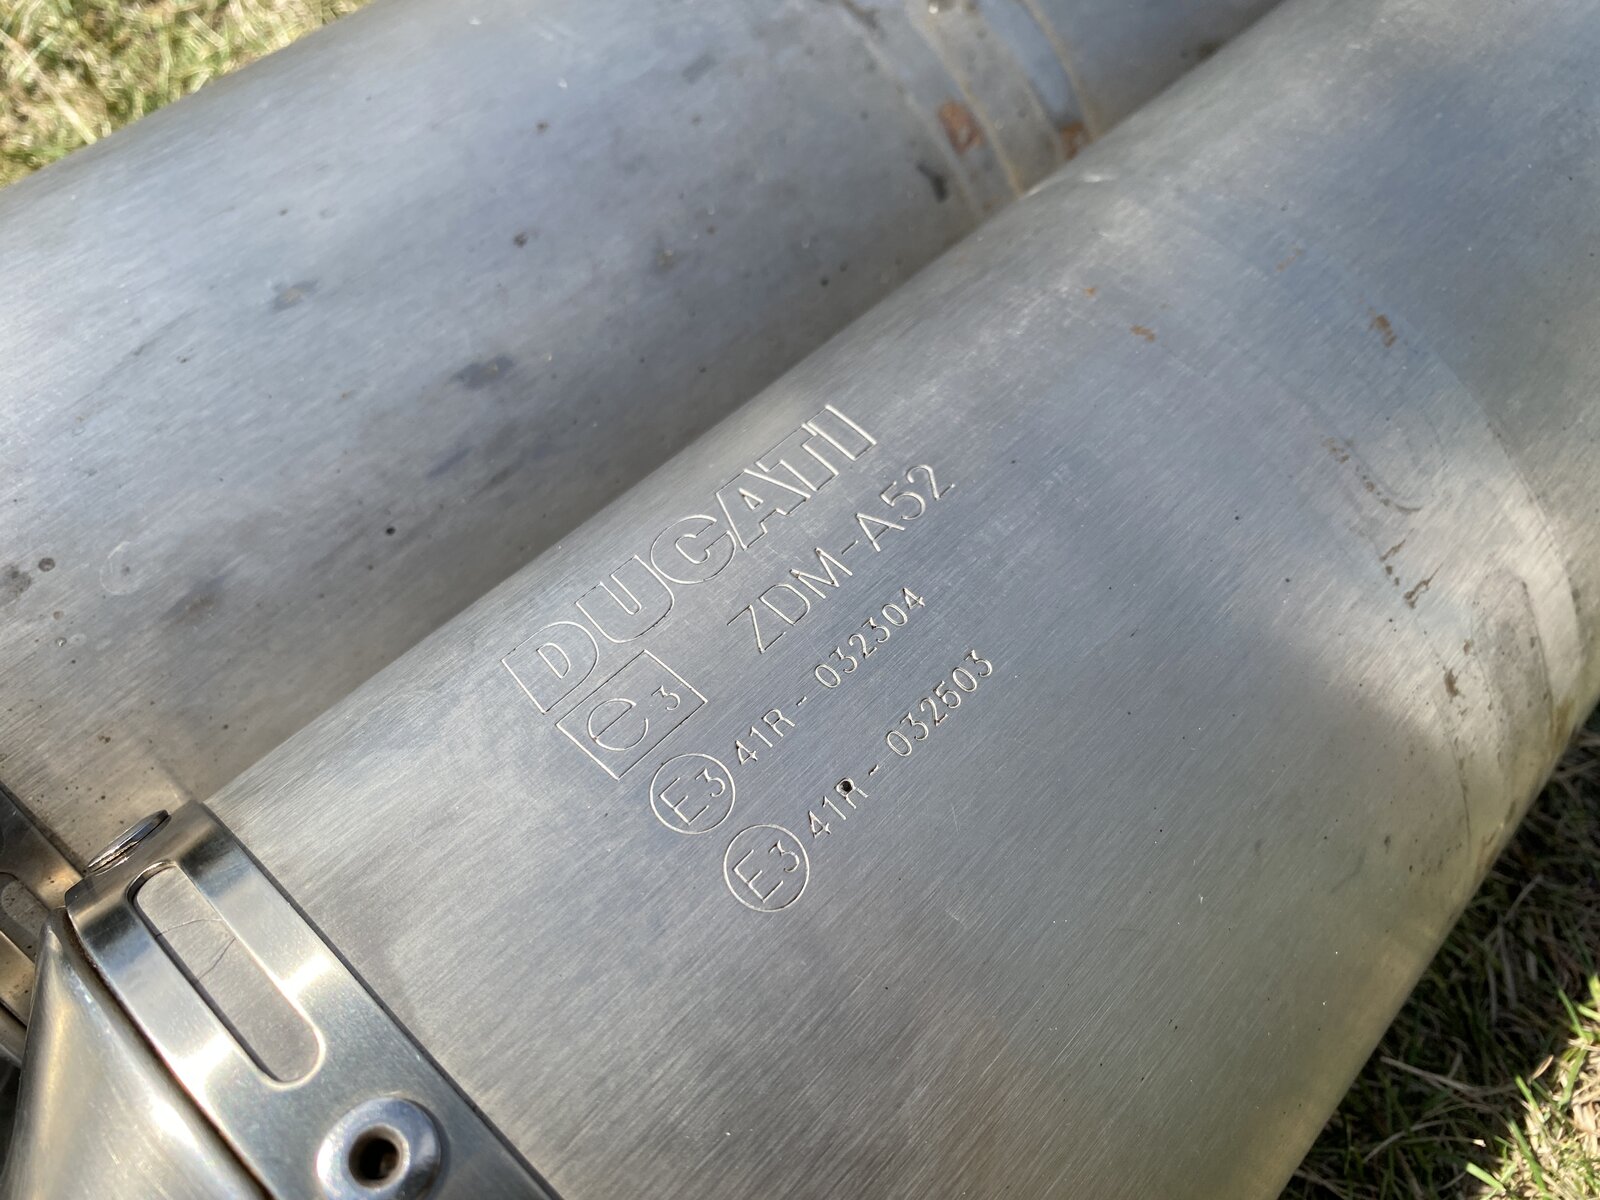 DUCATI
e3 ZDM-A52
E3 41R - 032304
E3 41R - 032503